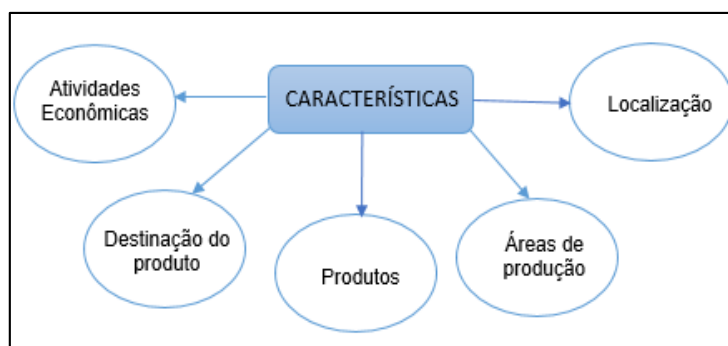 Atividades
Econômicas
CARACTERÍSTICAS
Localização
Destinação do
produto
Produtos
Áreas de
produção